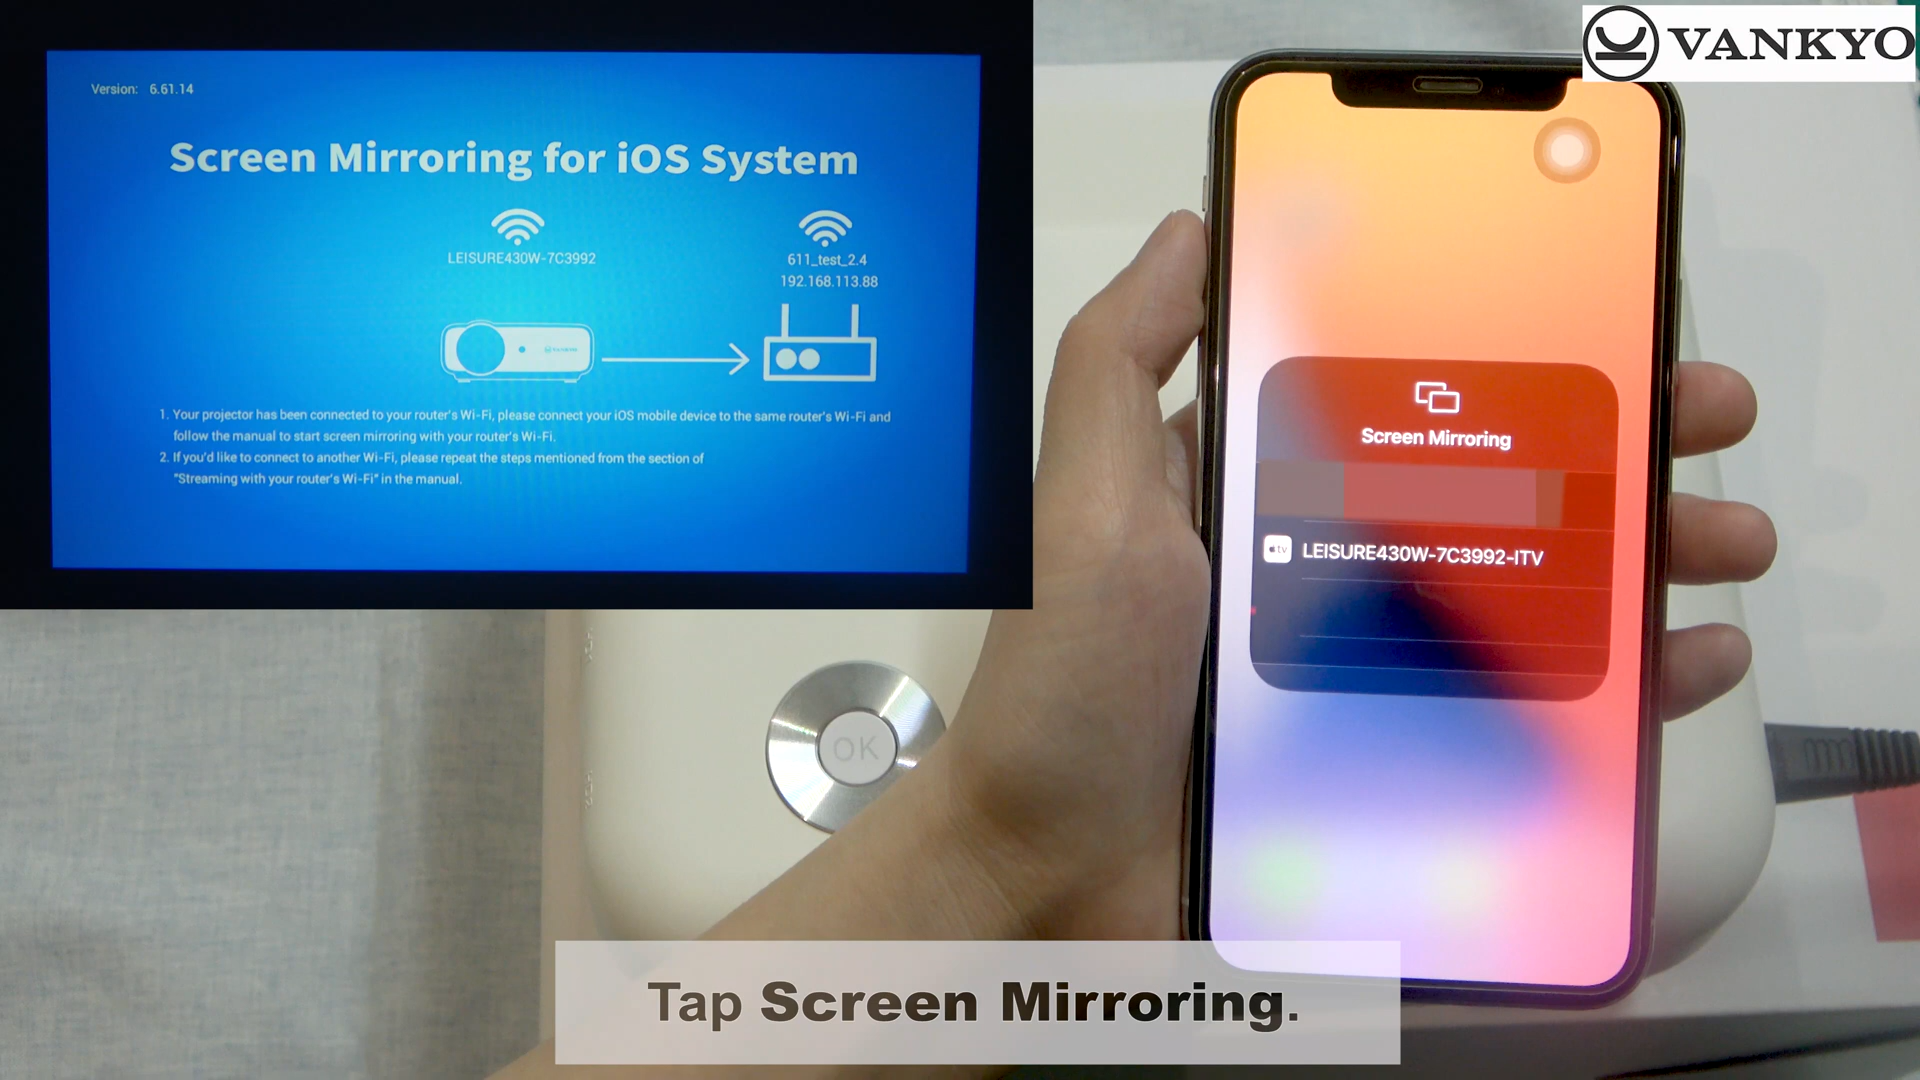 VANKYO
Version: 6.61.14
Screen Mirroring for iOS System
LEISURE430W-7C3992
611_test_2.4
192.168.113.88
VANKYO
1. Your projector has been connected to your router's Wi-Fi, please connect your iOS mobile device to the same router's Wi-Fi and
follow the manual to start screen mirroring with your router's Wi-Fi.
2. If you'd like to connect to another Wi-Fi, please repeat the steps mentioned from the section of
"Streaming with your router's Wi-Fi" in the manual.
Screen Mirroring
tv
LEISURE430W-7C3992-ITV
OK
Tap Screen Mirroring.